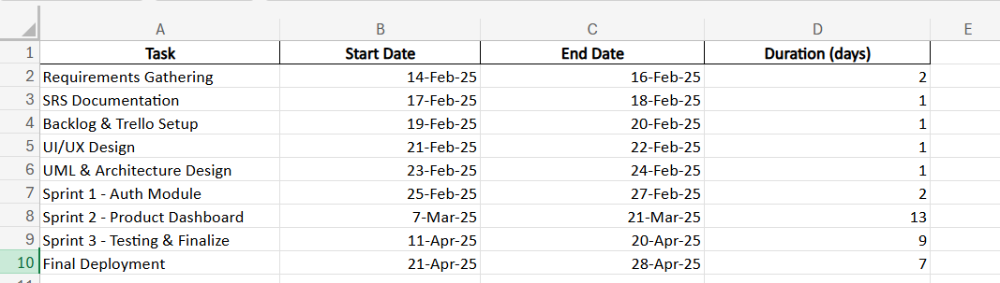 A B C D E
1 Task Start Date End Date Duration (days)
2 Requirements Gathering 14-Feb-25 16-Feb-25 2
3 SRS Documentation 17-Feb-25 18-Feb-25 1
4 Backlog & Trello Setup 19-Feb-25 20-Feb-25 1
5 UI/UX Design 21-Feb-25 22-Feb-25 1
6 UML & Architecture Design 23-Feb-25 24-Feb-25 1
7 Sprint 1 - Auth Module 25-Feb-25 27-Feb-25 2
8 Sprint 2 - Product Dashboard 7-Mar-25 21-Mar-25 13
9 Sprint 3 - Testing & Finalize 11-Apr-25 20-Apr-25 9
10 Final Deployment 21-Apr-25 28-Apr-25 7